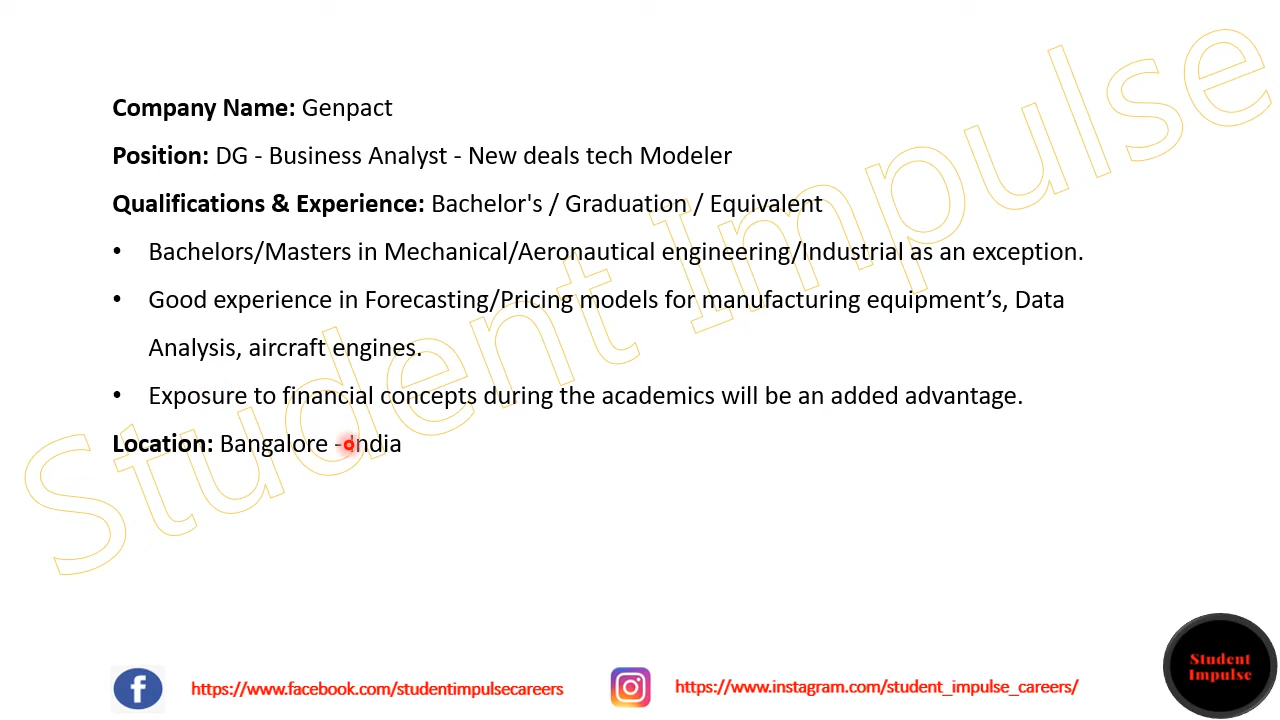 Company Name: Genpact
Position: DG - Business Analyst - New deals tech Modeler
Qualifications & Experience: Bachelor's / Graduation / Equivalent
• Bachelors/Masters in Mechanical/Aeronautical engineering/Industrial as an exception.
• Good experience in Forecasting/Pricing models for manufacturing equipment’s, Data
Analysis, aircraft engines.
• Exposure to financial concepts during the academics will be an added advantage.
Location: Bangalore - India
Student Impulse
https://www.facebook.com/studentimpulsecareers
https://www.instagram.com/student_impulse_careers/
Student
Impulse